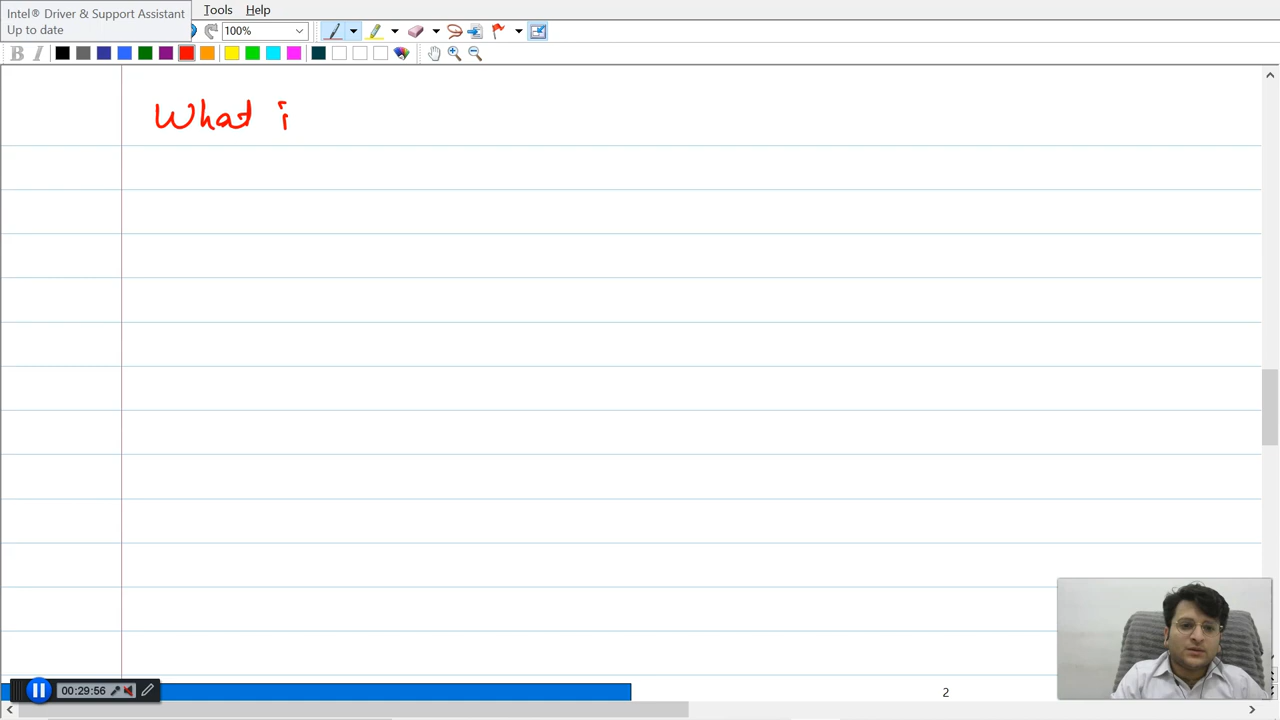 Intel® Driver & Support Assistant
Up to date
Tools Help
100%
B I
What i
00:29:56
2